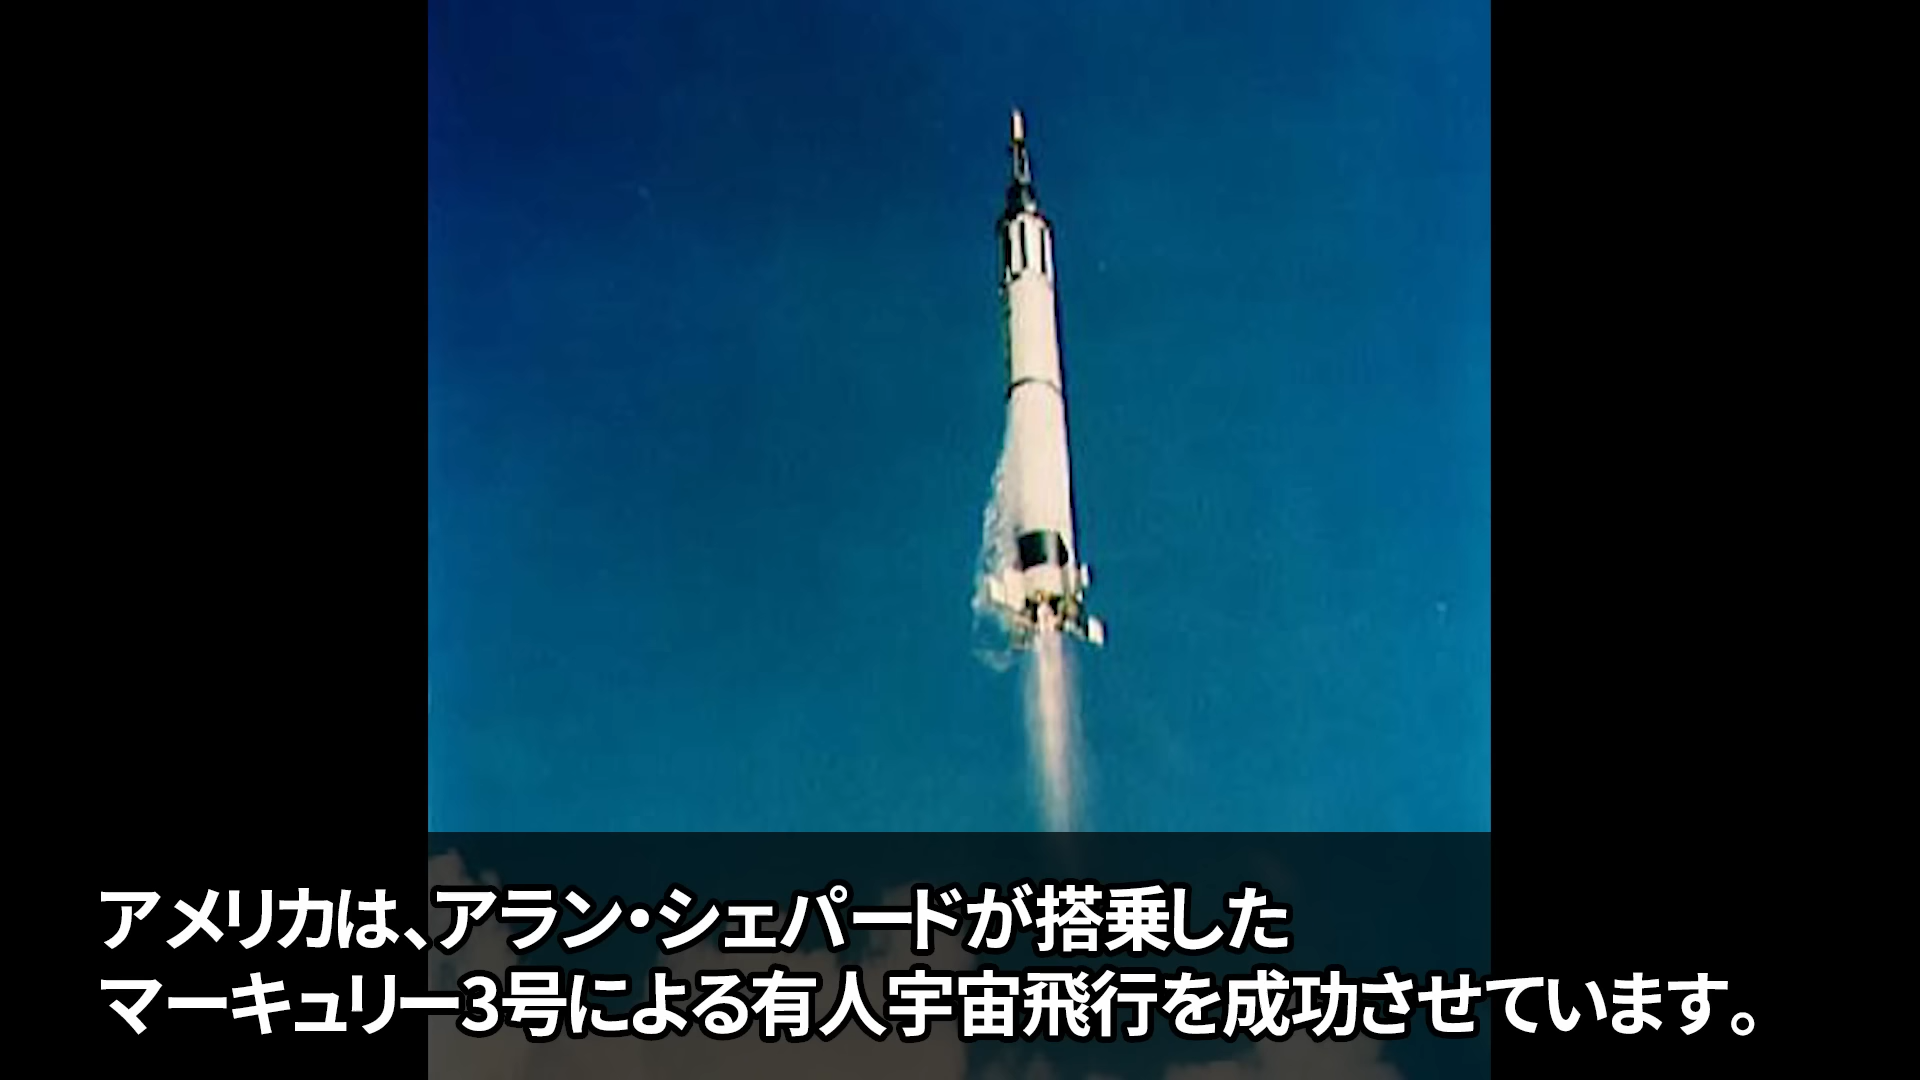 アメリカは、アラン・シェパードが搭乗した
マーキュリー3号による有人宇宙飛行を成功させています。